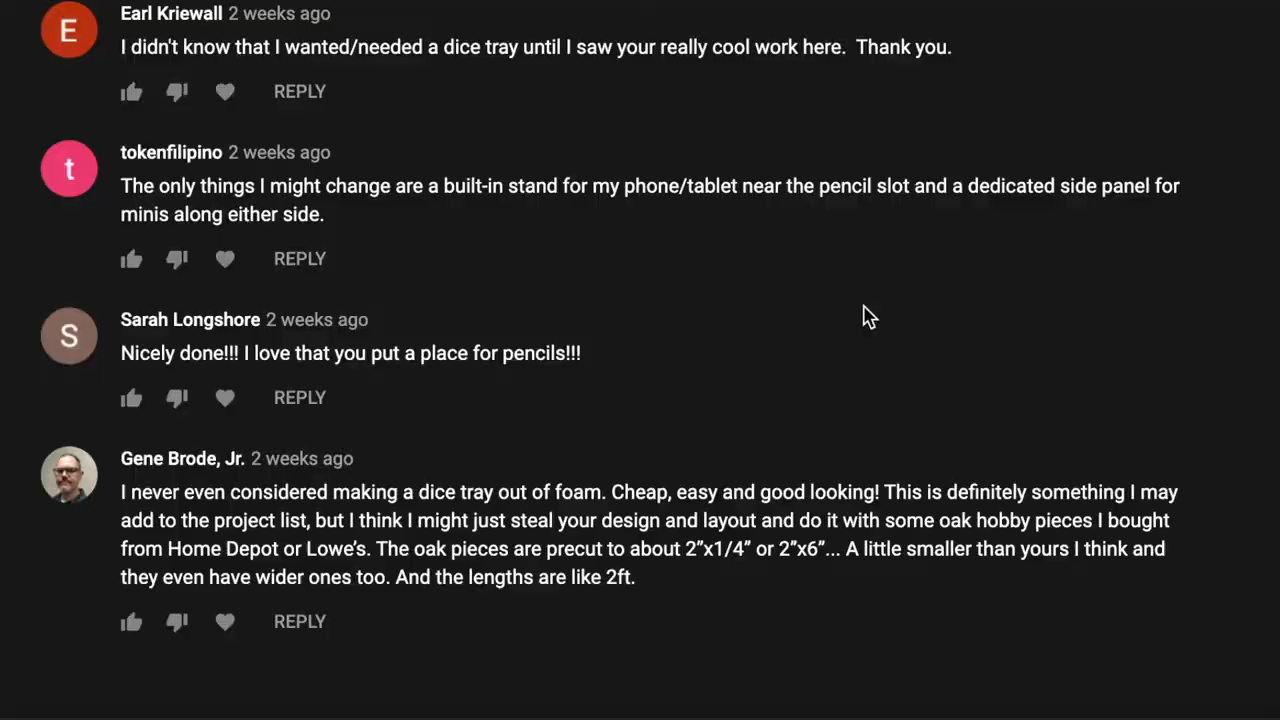 E
Earl Kriewall 2 weeks ago
I didn't know that I wanted/needed a dice tray until I saw your really cool work here.  Thank you.
REPLY
t
tokenfilipino 2 weeks ago
The only things I might change are a built-in stand for my phone/tablet near the pencil slot and a dedicated side panel for
minis along either side.
REPLY
S
Sarah Longshore 2 weeks ago
Nicely done!!! I love that you put a place for pencils!!!
REPLY
Gene Brode, Jr. 2 weeks ago
I never even considered making a dice tray out of foam. Cheap, easy and good looking! This is definitely something I may
add to the project list, but I think I might just steal your design and layout and do it with some oak hobby pieces I bought
from Home Depot or Lowe’s. The oak pieces are precut to about 2”x1/4” or 2”x6”... A little smaller than yours I think and
they even have wider ones too. And the lengths are like 2ft.
REPLY